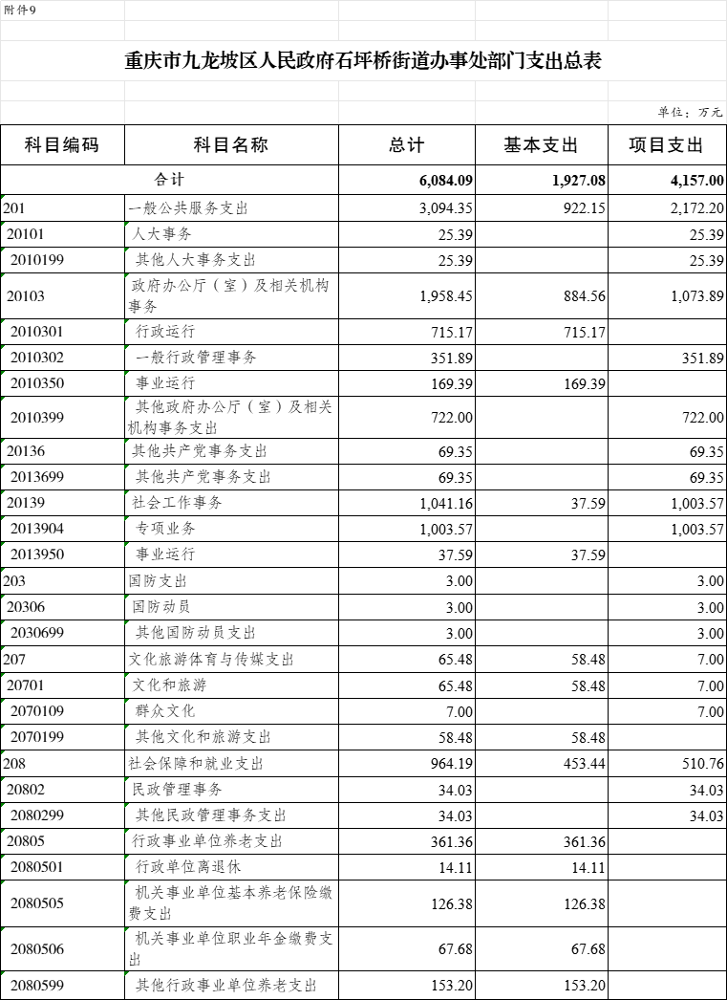 附件9
重庆市九龙坡区人民政府石坪桥街道办事处部门支出总表
单位：万元
科目编码 科目名称 总计 基本支出 项目支出
合计 6,084.09 1,927.08 4,157.00
201 一般公共服务支出 3,094.35 922.15 2,172.20
20101 人大事务 25.39 25.39
2010199 其他人大事务支出 25.39 25.39
20103 政府办公厅（室）及相关机构
事务 1,958.45 884.56 1,073.89
2010301 行政运行 715.17 715.17
2010302 一般行政管理事务 351.89 351.89
2010350 事业运行 169.39 169.39
2010399 其他政府办公厅（室）及相关
机构事务支出 722.00 722.00
20136 其他共产党事务支出 69.35 69.35
2013699 其他共产党事务支出 69.35 69.35
20139 社会工作事务 1,041.16 37.59 1,003.57
2013904 专项业务 1,003.57 1,003.57
2013950 事业运行 37.59 37.59
203 国防支出 3.00 3.00
20306 国防动员 3.00 3.00
2030699 其他国防动员支出 3.00 3.00
207 文化旅游体育与传媒支出 65.48 58.48 7.00
20701 文化和旅游 65.48 58.48 7.00
2070109 群众文化 7.00 7.00
2070199 其他文化和旅游支出 58.48 58.48
208 社会保障和就业支出 964.19 453.44 510.76
20802 民政管理事务 34.03 34.03
2080299 其他民政管理事务支出 34.03 34.03
20805 行政事业单位养老支出 361.36 361.36
2080501 行政单位离退休 14.11 14.11
2080505 机关事业单位基本养老保险缴
费支出 126.38 126.38
2080506 机关事业单位职业年金缴费支
出 67.68 67.68
2080599 其他行政事业单位养老支出 153.20 153.20